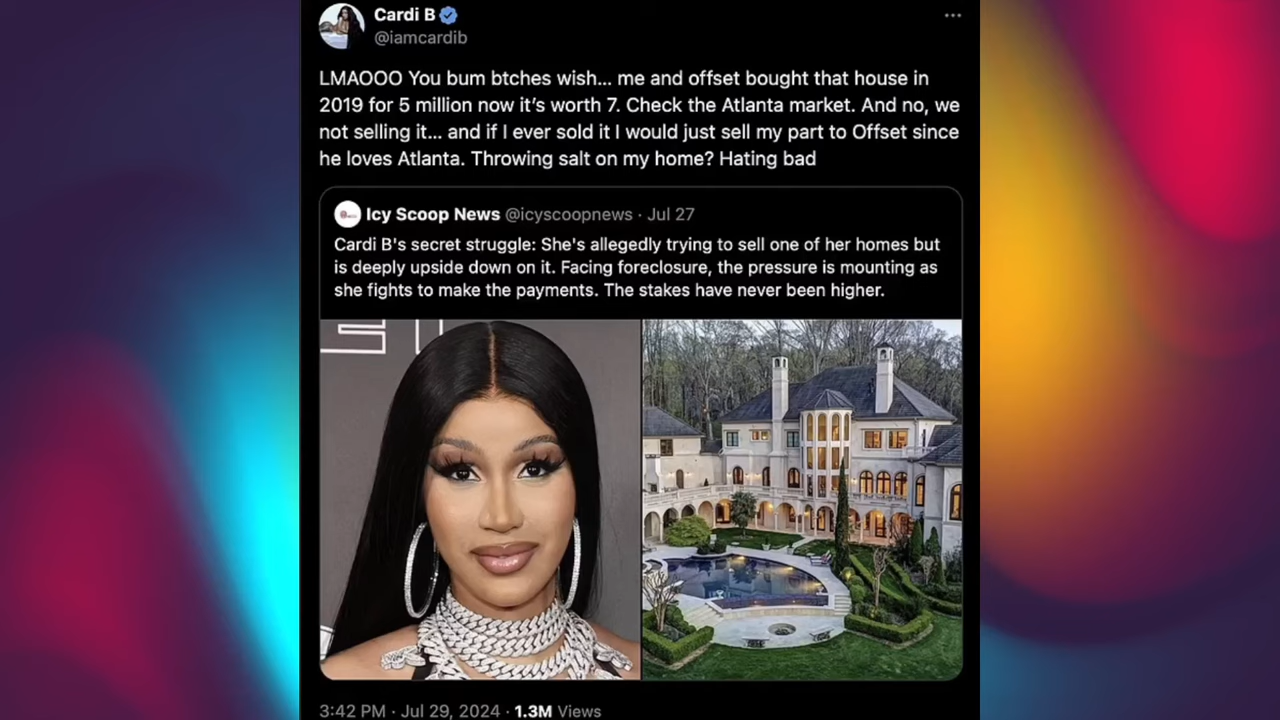 Cardi B
@iamcardib
LMAOOO You bum btches wish... me and offset bought that house in
2019 for 5 million now it’s worth 7. Check the Atlanta market. And no, we
not selling it... and if I ever sold it I would just sell my part to Offset since
he loves Atlanta. Throwing salt on my home? Hating bad
Icy Scoop News @icyscoopnews · Jul 27
Cardi B's secret struggle: She's allegedly trying to sell one of her homes but
is deeply upside down on it. Facing foreclosure, the pressure is mounting as
she fights to make the payments. The stakes have never been higher.
3:42 PM · Jul 29, 2024 · 1.3M Views